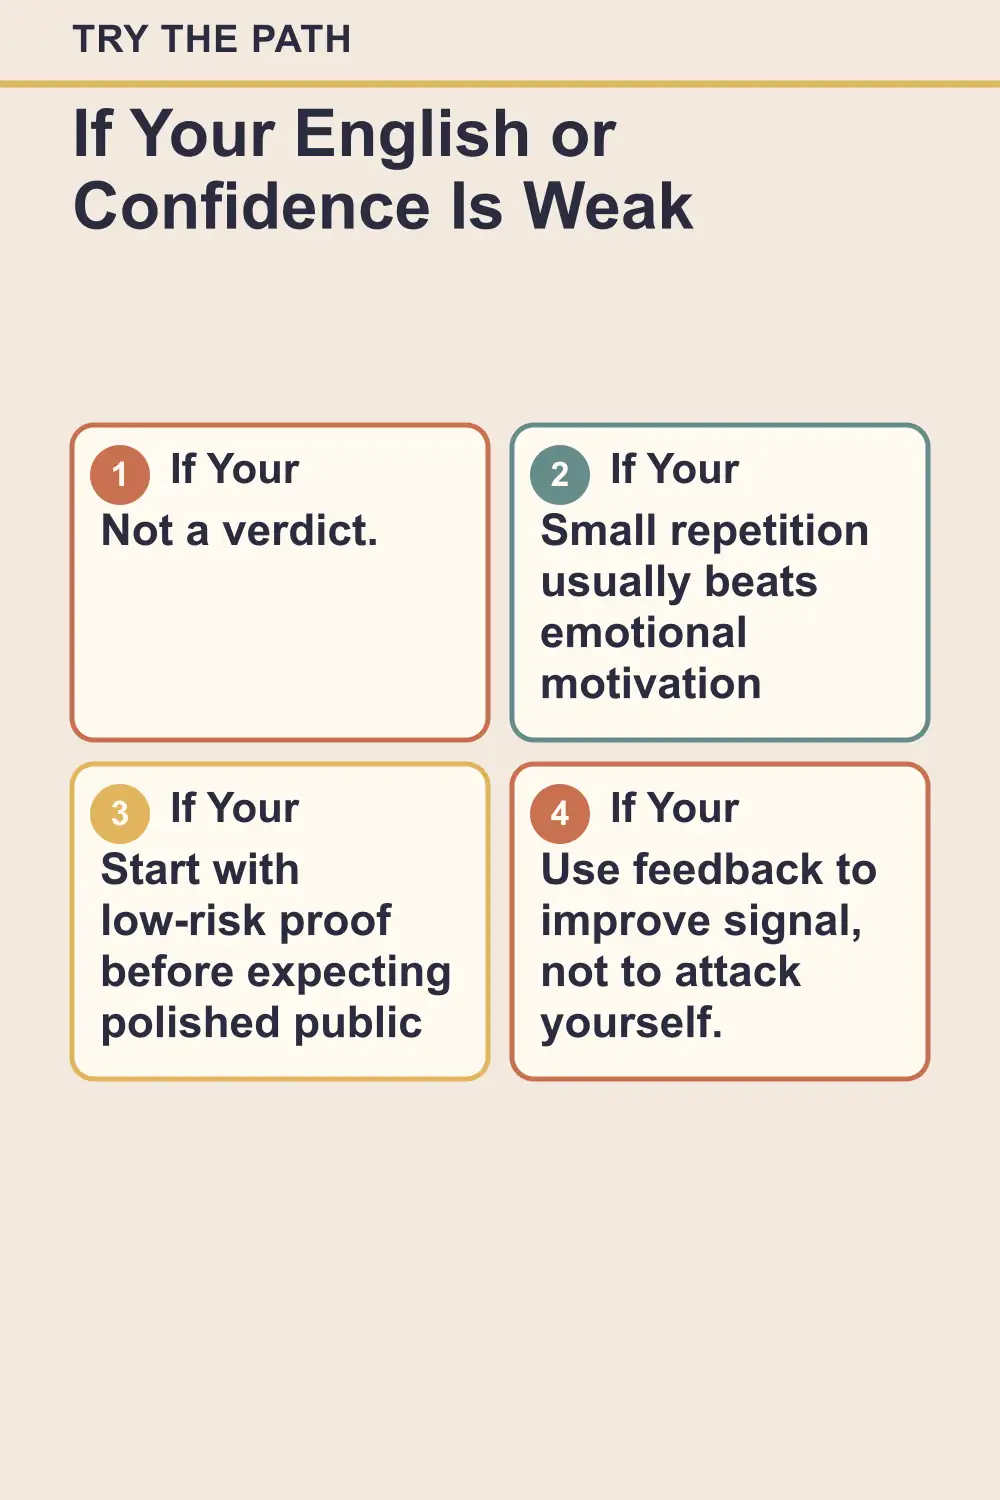 TRY THE PATH
If Your English or
Confidence Is Weak
1 If Your
Not a verdict.
2 If Your
Small repetition
usually beats
emotional
motivation
3 If Your
Start with
low-risk proof
before expecting
polished public
4 If Your
Use feedback to
improve signal,
not to attack
yourself.